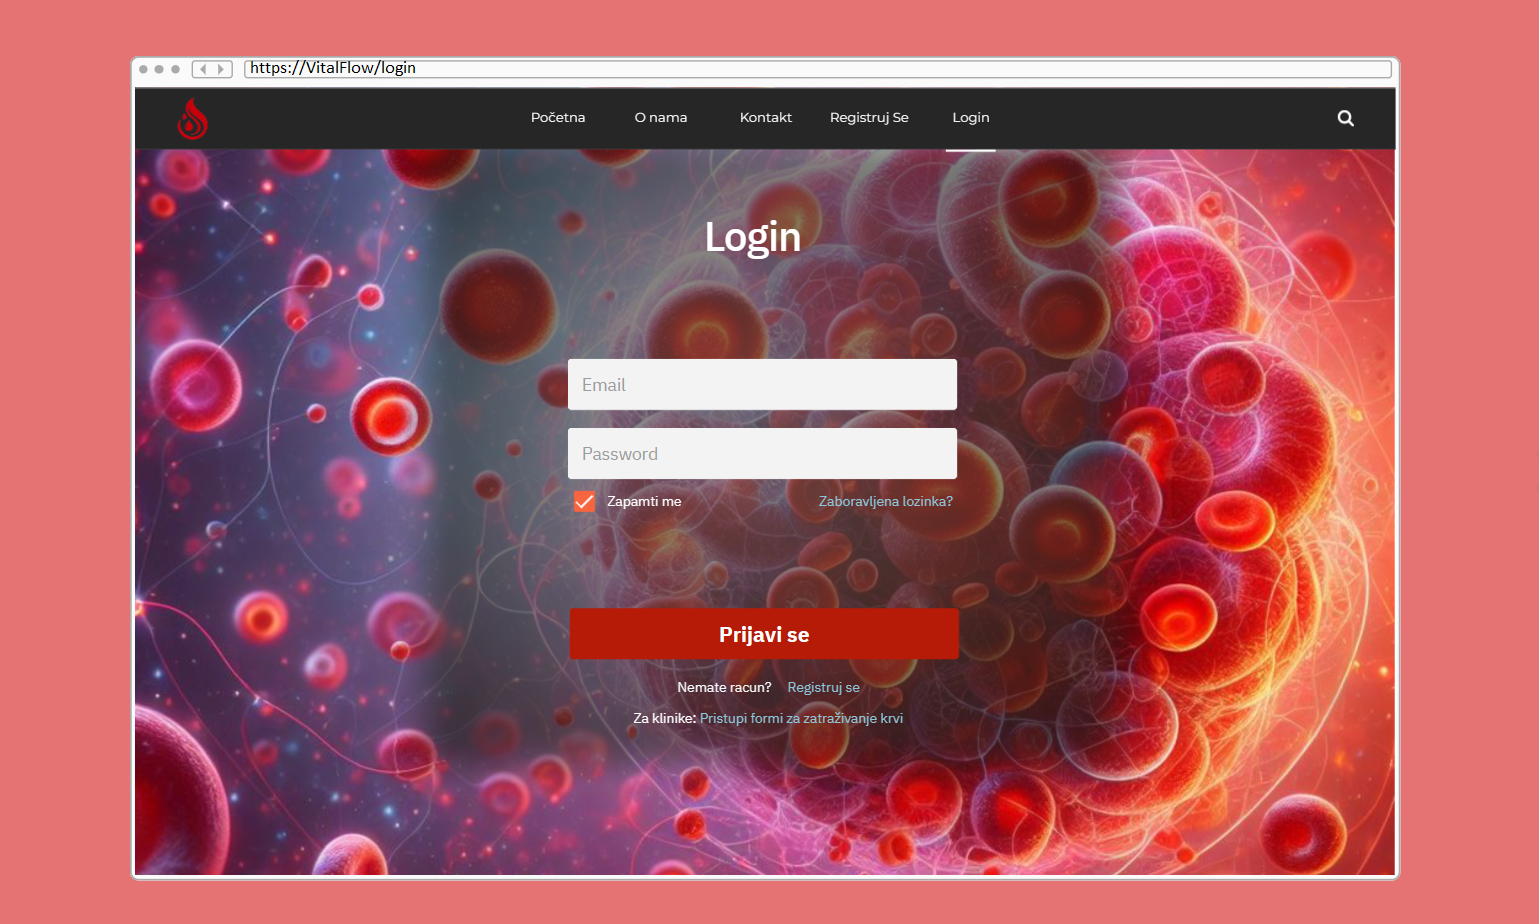 https://VitalFlow/login
Početna O nama Kontakt Registruj Se Login
Login
Email
Password
Zapamti me Zaboravljena lozinka?
Prijavi se
Nemate racun? Registruj se
Za klinike: Pristupi formi za zatraživanje krvi